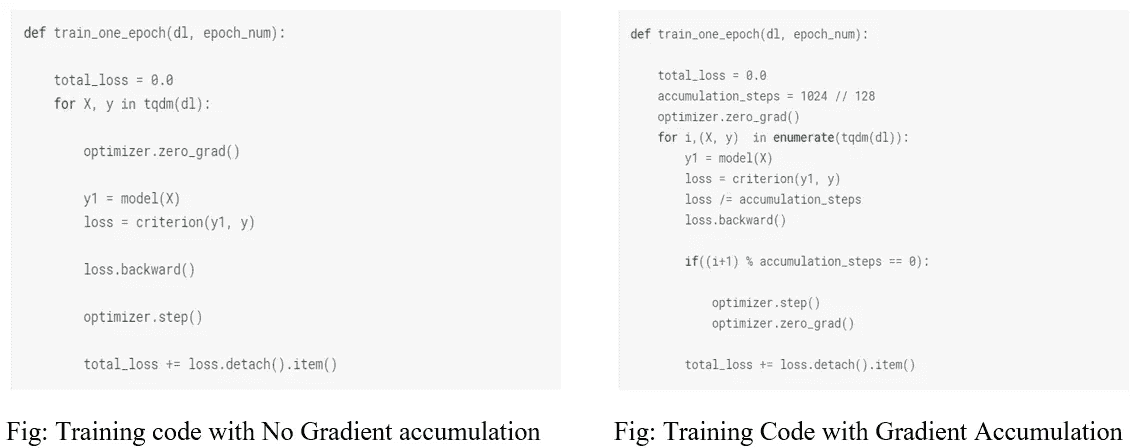 def train_one_epoch(dl, epoch_num):
total_loss = 0.0
for X, y in tqdm(dl):
optimizer.zero_grad()
y1 = model(X)
loss = criterion(y1, y)
loss.backward()
optimizer.step()
total_loss += loss.detach().item()
Fig: Training code with No Gradient accumulation
def train_one_epoch(dl, epoch_num):
total_loss = 0.0
accumulation_steps = 1024 // 128
optimizer.zero_grad()
for i,(X, y)  in enumerate(tqdm(dl)):
y1 = model(X)
loss = criterion(y1, y)
loss /= accumulation_steps
loss.backward()
if((i+1) % accumulation_steps == 0):
optimizer.step()
optimizer.zero_grad()
total_loss += loss.detach().item()
Fig: Training Code with Gradient Accumulation